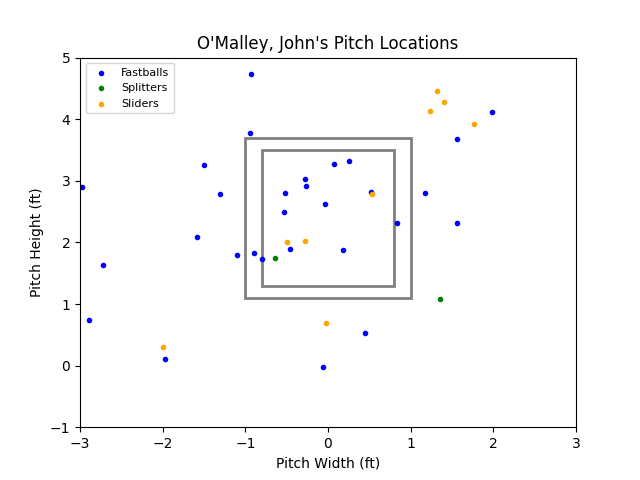 O'Malley, John's Pitch Locations
Fastballs
Splitters
Sliders
5
4
3
2
1
0
−1
−3
−2
−1
0
1
2
3
Pitch Height (ft)
Pitch Width (ft)